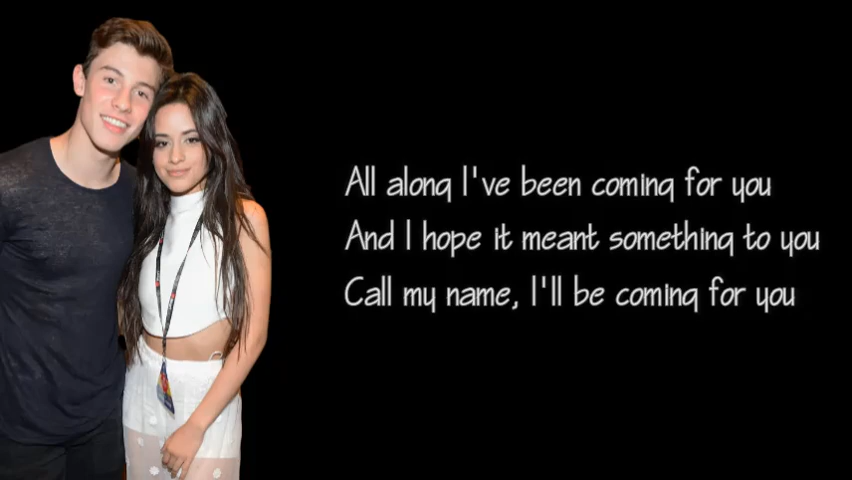 All along I've been coming for you
And I hope it meant something to you
Call my name, I'll be coming for you